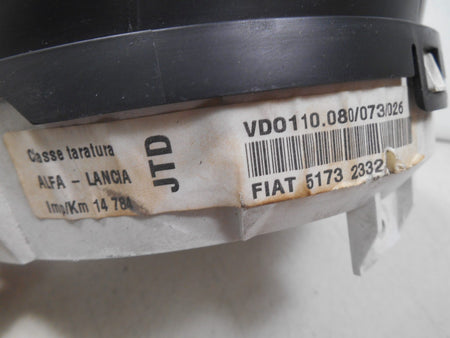 Classe taratura
ALFA - LANCIA
Imp/Km 14 784
JTD
VDO110.080/073/026
FIAT 5173 2332